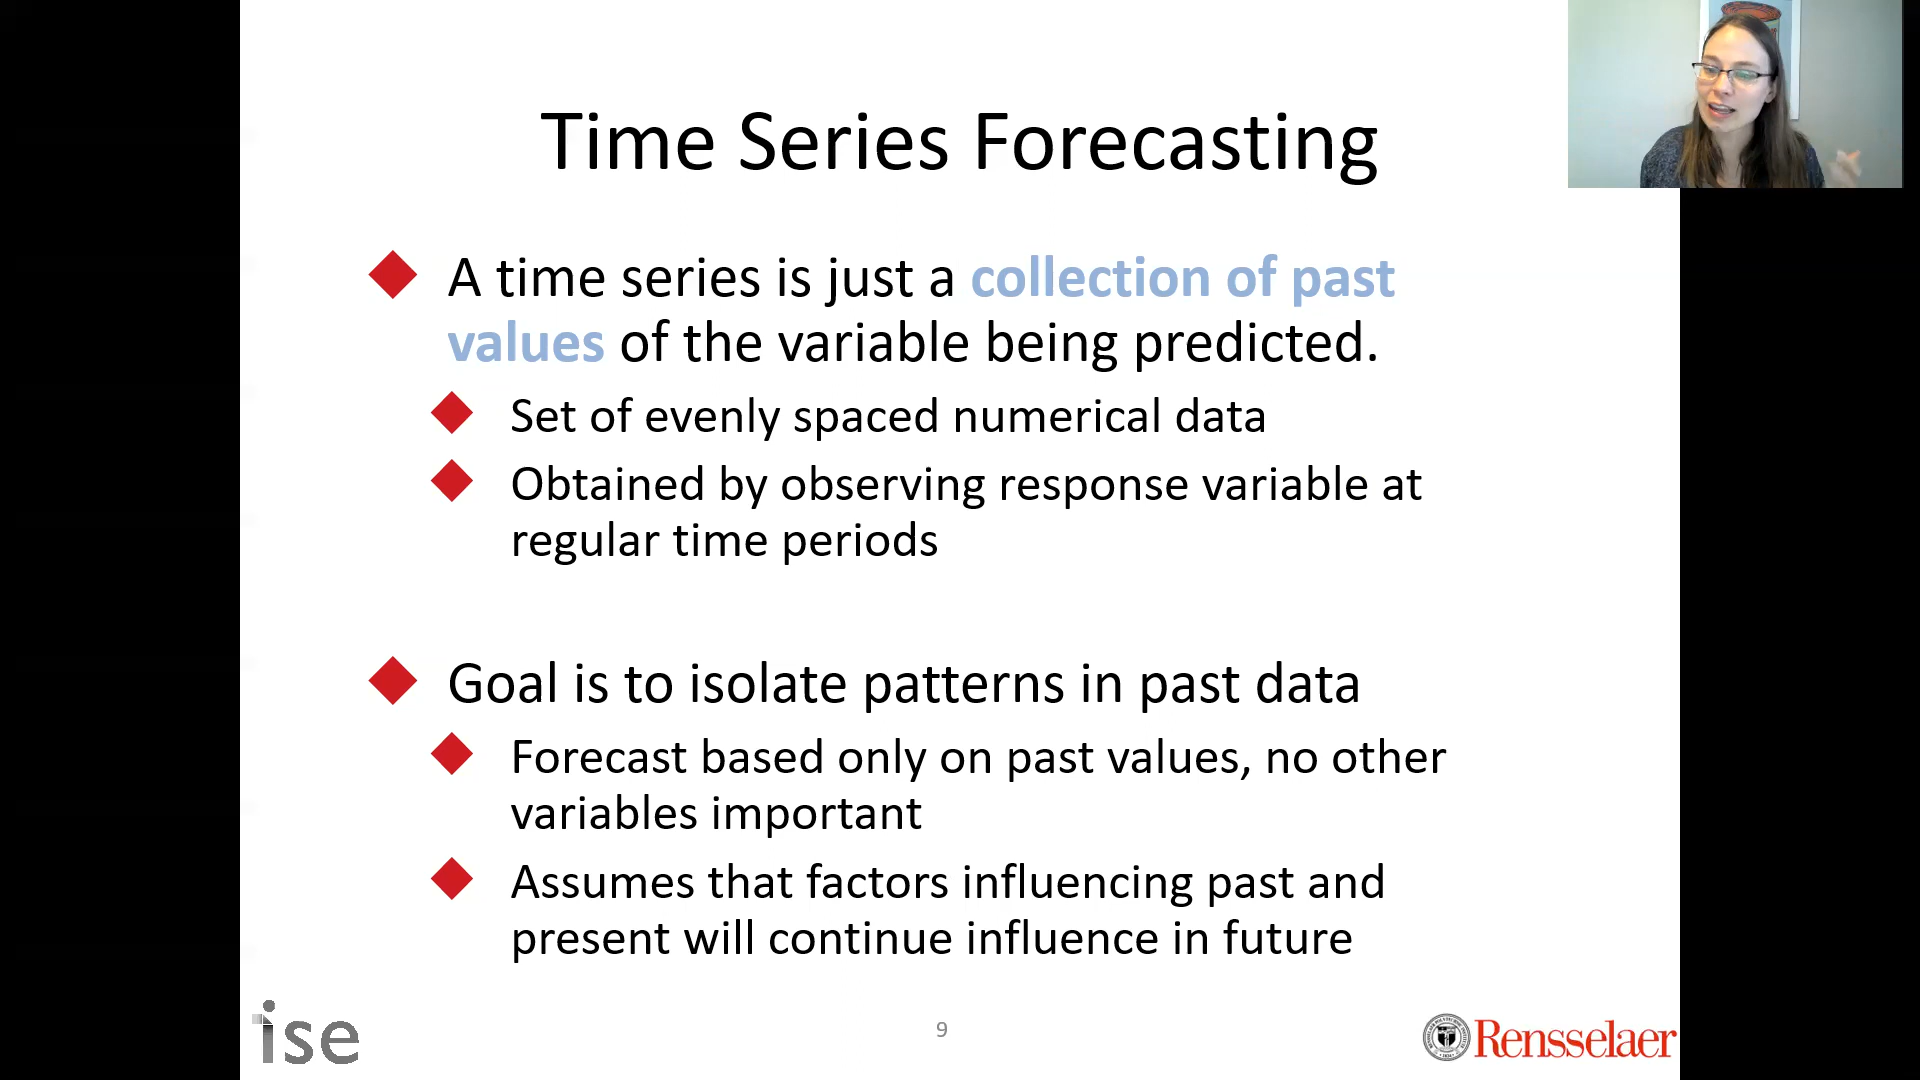 Time Series Forecasting
A time series is just a collection of past
values of the variable being predicted.
Set of evenly spaced numerical data
Obtained by observing response variable at
regular time periods
Goal is to isolate patterns in past data
Forecast based only on past values, no other
variables important
Assumes that factors influencing past and
present will continue influence in future
ise
9
Rensselaer